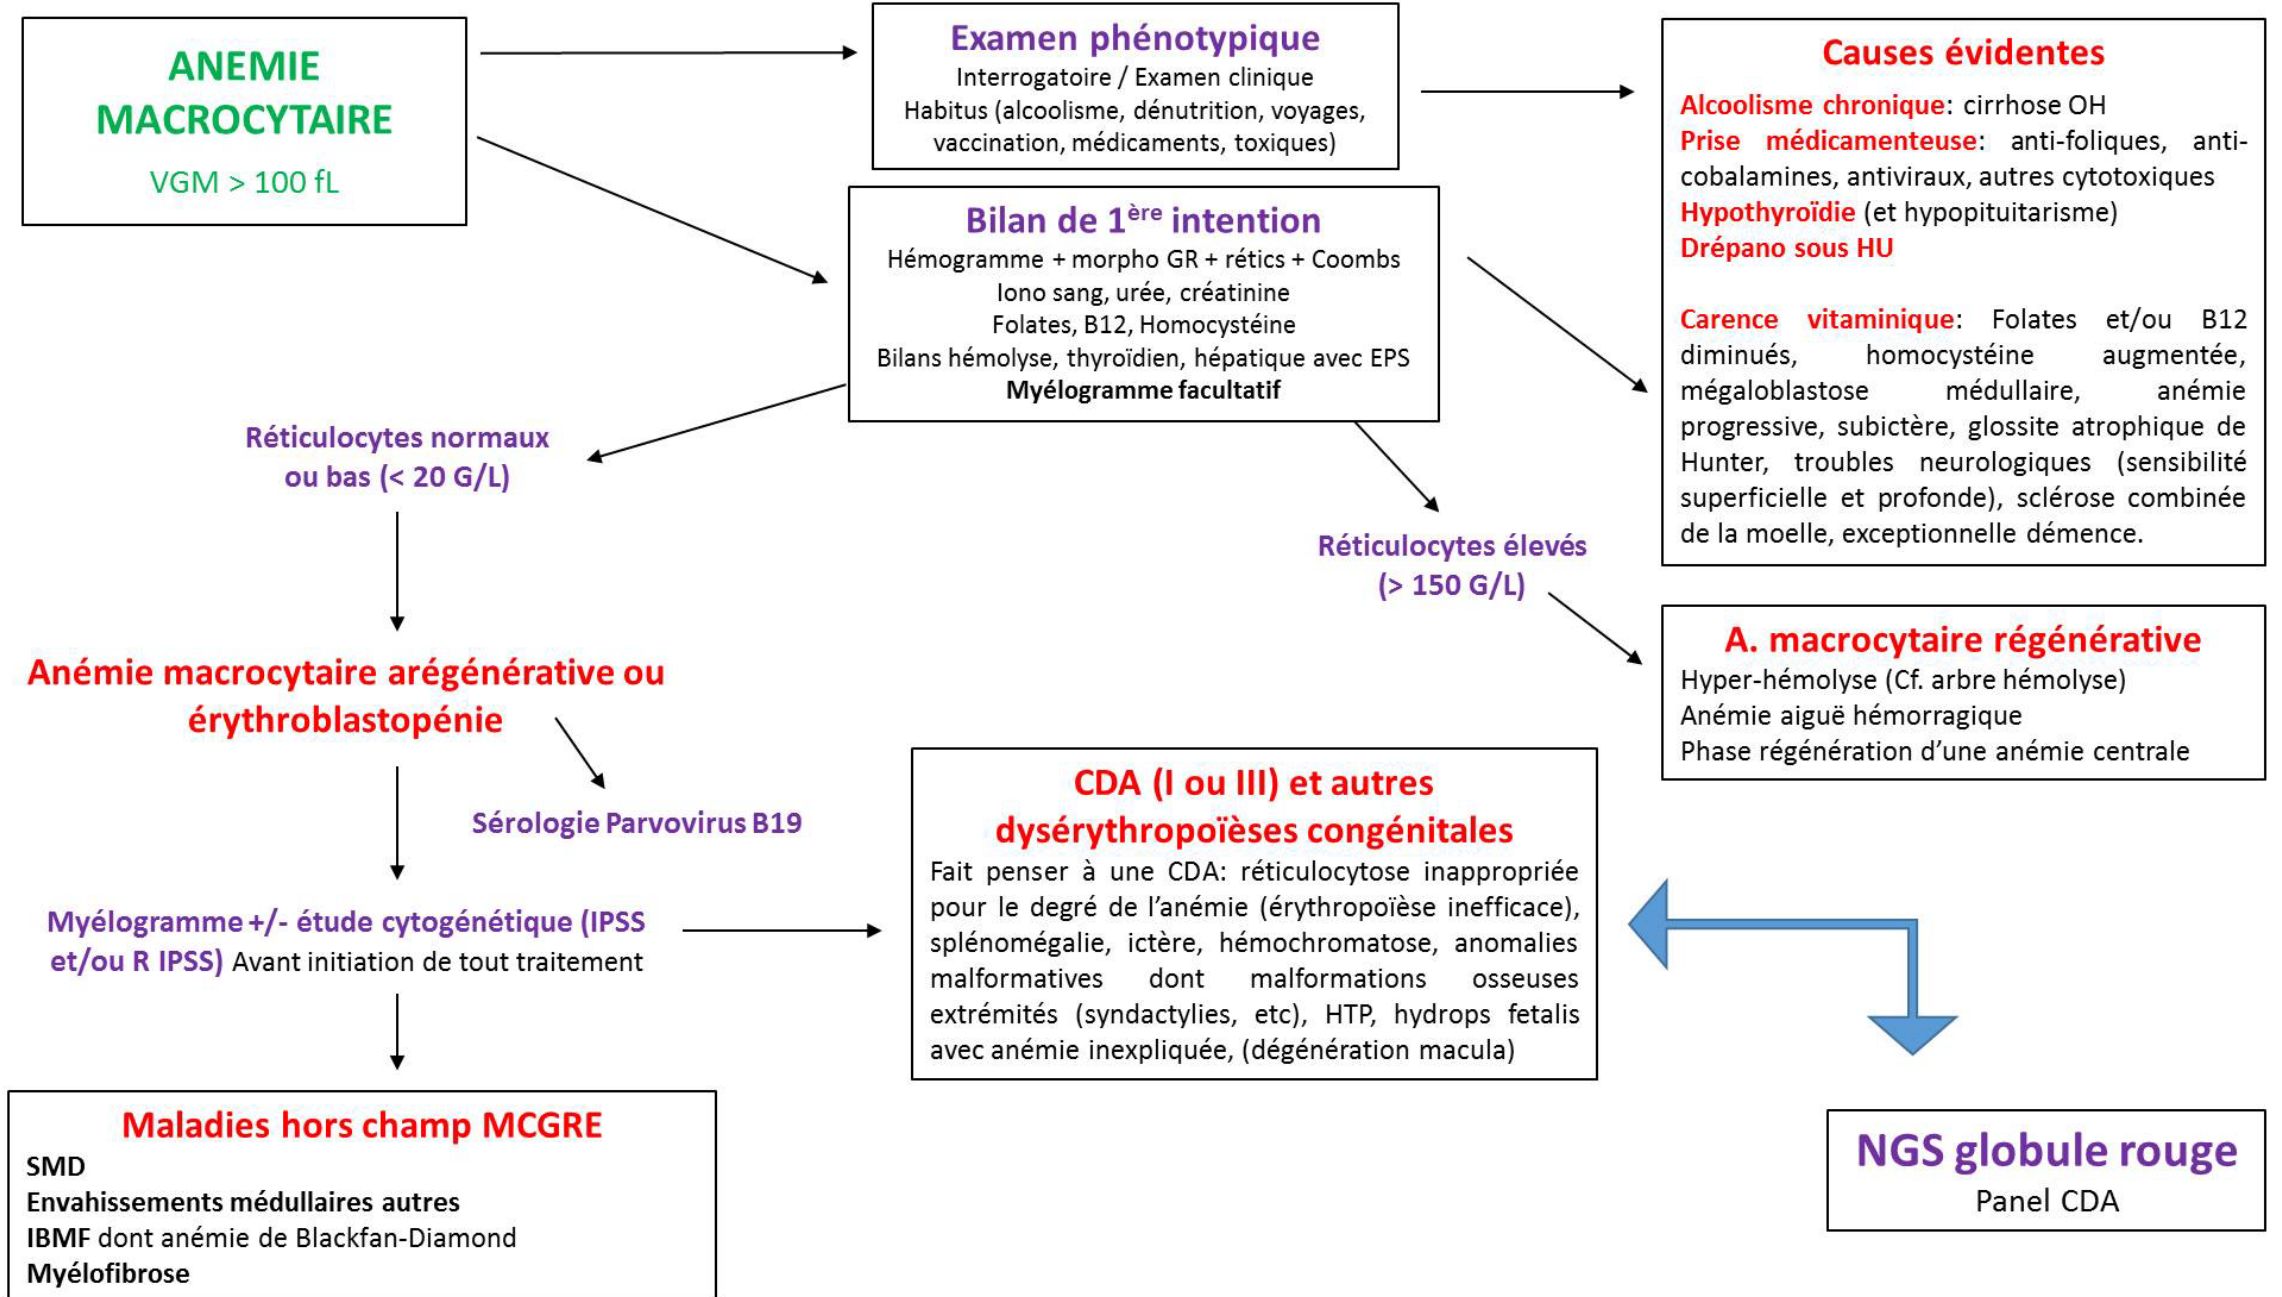 ANEMIE
MACROCYTAIRE
VGM > 100 fL
Examen phénotypique
Interrogatoire / Examen clinique
Habitus (alcoolisme, dénutrition, voyages,
vaccination, médicaments, toxiques)
Causes évidentes
Alcoolisme chronique: cirrhose OH
Prise médicamenteuse: anti-foliques, anti-
cobalamines, antiviraux, autres cytotoxiques
Hypothyroïdie (et hypopituitarisme)
Drépano sous HU
Carence vitaminique: Folates et/ou B12
diminués, homocystéine augmentée,
mégaloblastose médullaire, anémie
progressive, subictère, glossite atrophique de
Hunter, troubles neurologiques (sensibilité
superficielle et profonde), sclérose combinée
de la moelle, exceptionnelle démence.
Bilan de 1ère intention
Hémogramme + morpho GR + rétics + Coombs
Iono sang, urée, créatinine
Folates, B12, Homocystéine
Bilans hémolyse, thyroïdien, hépatique avec EPS
Myélogramme facultatif
Réticulocytes normaux
ou bas (< 20 G/L)
Réticulocytes élevés
(> 150 G/L)
A. macrocytaire régénérative
Hyper-hémolyse (Cf. arbre hémolyse)
Anémie aiguë hémorragique
Phase régénération d'une anémie centrale
Anémie macrocytaire arégénérative ou
érythroblastopénie
Sérologie Parvovirus B19
Myélogramme +/- étude cytogénétique (IPSS
et/ou R IPSS) Avant initiation de tout traitement
CDA (I ou III) et autres
dysérythropoïèses congénitales
Fait penser à une CDA: réticulocytose inappropriée
pour le degré de l'anémie (érythropoïèse inefficace),
splénomégalie, ictère, hémochromatose, anomalies
malformatives dont malformations osseuses
extrémités (syndactylies, etc), HTP, hydrops fetalis
avec anémie inexpliquée, (dégénération macula)
Maladies hors champ MCGRE
SMD
Envahissements médullaires autres
IBMF dont anémie de Blackfan-Diamond
Myélofibrose
NGS globule rouge
Panel CDA